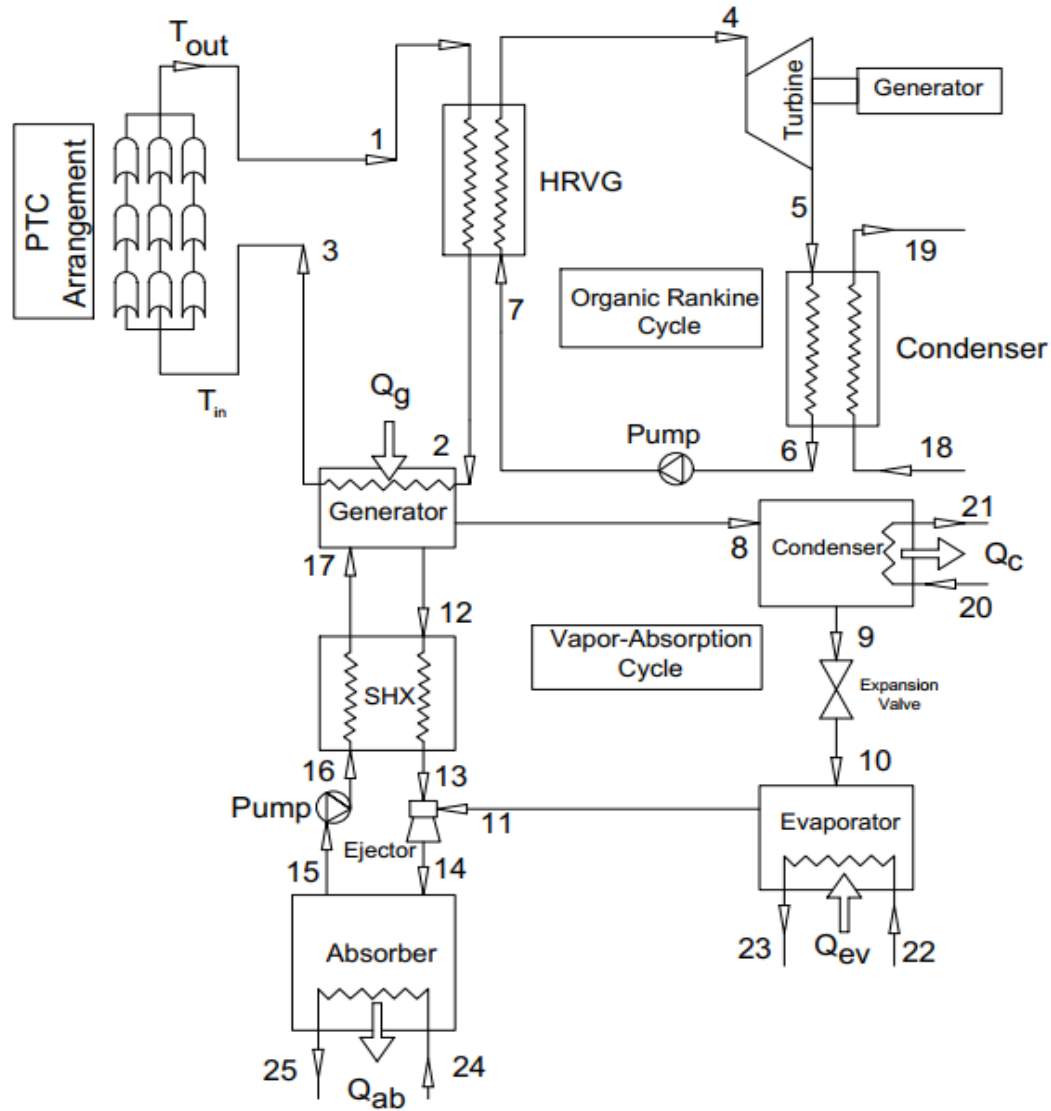 T_out
4
Turbine
Generator
1
PTC
Arrangement
HRVG
3
5
19
7
Organic Rankine
Cycle
Condenser
T_in
Q_g
2
Pump
6
18
Generator
8
21
Condenser
Q_c
20
17
12
9
Vapor-Absorption
Cycle
Expansion
Valve
SHX
16
13
10
Pump
11
Evaporator
Ejector
15
14
Absorber
23
Q_ev
22
25
Q_ab
24